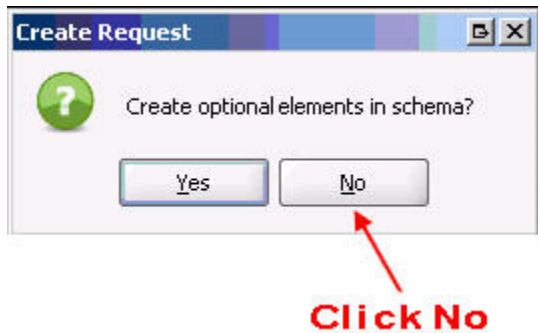 Create Request
?
Create optional elements in schema?
Yes No
Click No